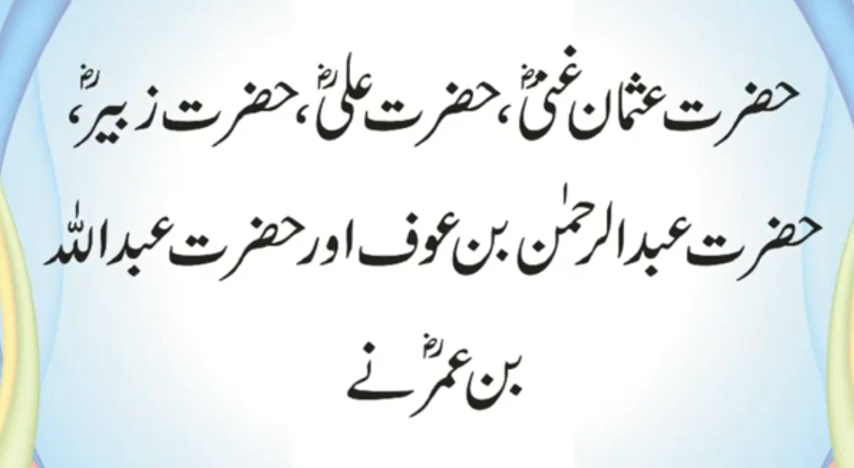 حضرت عثمان غنیؓ، حضرت علیؓ، حضرت زبیرؓ،
حضرت عبدالرحمٰن بن عوف اور حضرت عبداللہ
بن عمرؓ نے